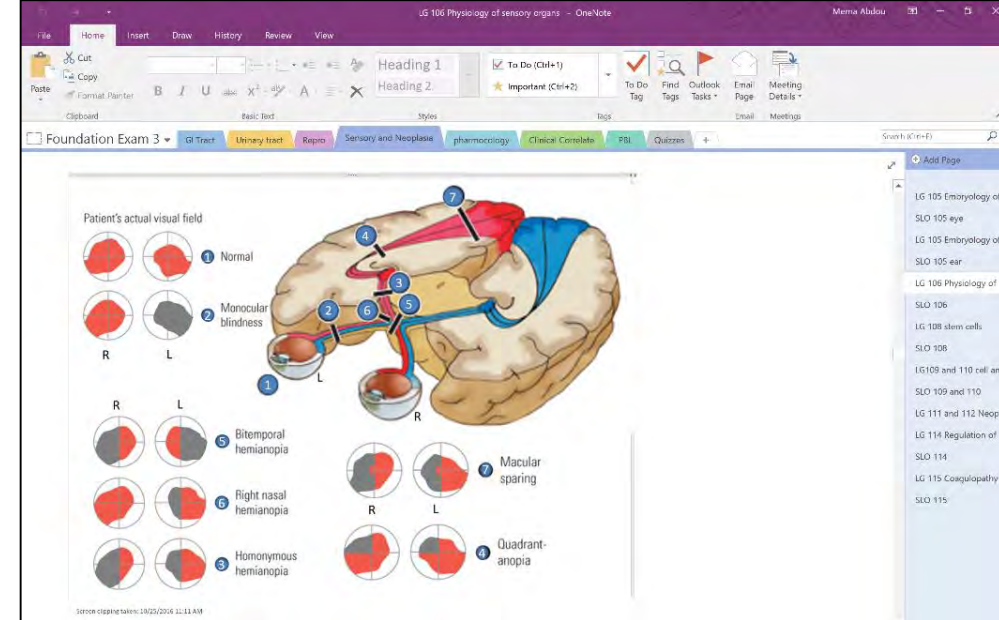 LG 106 Physiology of sensory organs - OneNote
Mema Abdou
File Home Insert Draw History Review View
Paste
Cut
Copy
Format Painter
Clipboard
B I U abc A
Basic Text
Heading 1
Heading 2
Styles
To Do (Ctrl+1)
Important (Ctrl+2)
Tags
To Do Tag
Find Tags
Outlook Tasks
Email Page
Email
Meeting Details
Meetings
Foundation Exam 3
GI Tract
Urinary tract
Repro
Sensory and Neoplasia
pharmocology
Clinical Correlate
PBL
Quizzes
+
Search (Ctrl+E)
Add Page
LG 105 Embryology of
SLO 105 eye
LG 105 Embryology of
SLO 105 ear
LG 106 Physiology of
SLO 106
LG 108 stem cells
SLO 108
LG109 and 110 cell an
SLO 109 and 110
LG 111 and 112 Neop
LG 114 Regulation of
SLO 114
LG 115 Coagulopathy
SLO 115
Patient's actual visual field
1 Normal
2 Monocular
blindness
R L
R L
5 Bitemporal
hemianopia
6 Right nasal
hemianopia
3 Homonymous
hemianopia
7
4
3
2
6
5
1
L
R
7 Macular
sparing
R L
4 Quadrant-
anopia
Screen clipping taken: 10/25/2016 11:11 AM